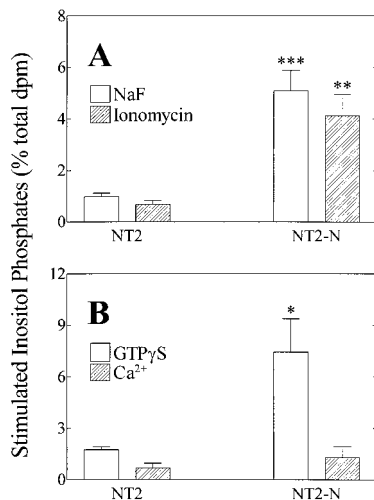 Stimulated Inositol Phosphates (% total dpm)
8
A
***
**
6
NaF
Ionomycin
4
2
0
NT2 NT2-N
12
B
*
9
GTPγS
Ca²⁺
6
3
0
NT2 NT2-N